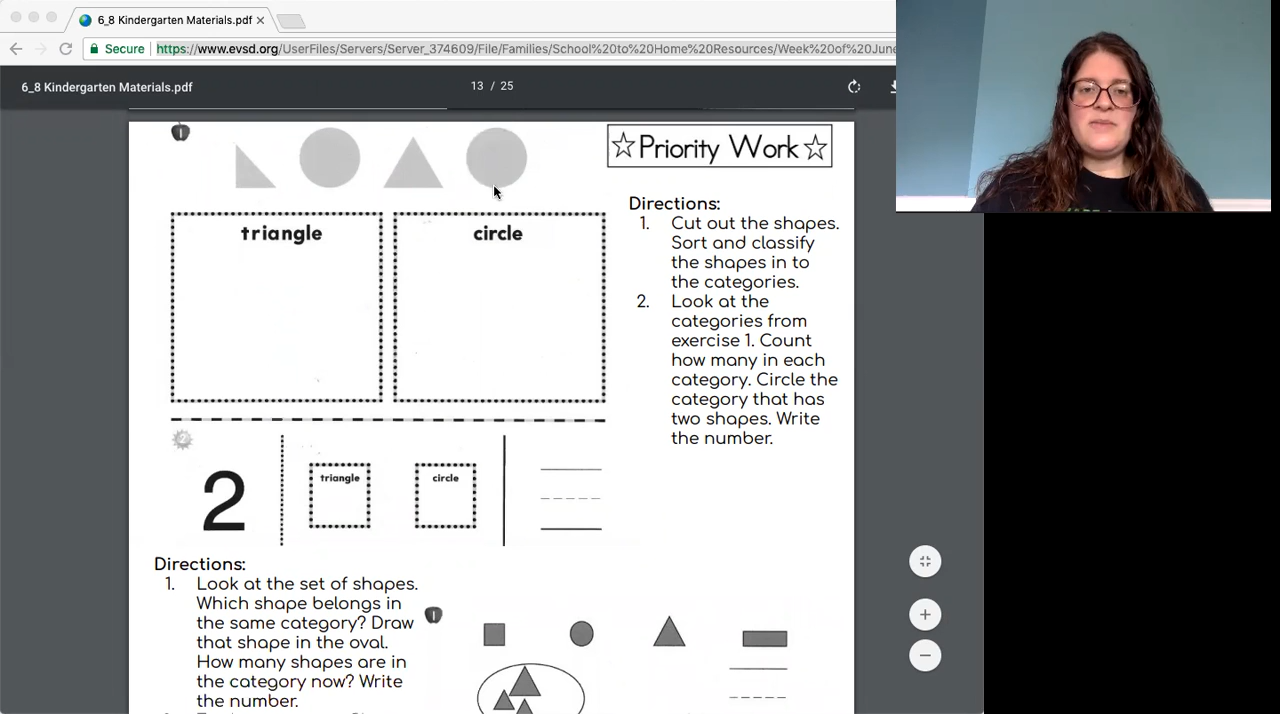 6_8 Kindergarten Materials.pdf
Secure
https://www.evsd.org/UserFiles/Servers/Server_374609/File/Families/School%20to%20Home%20Resources/Week%20of%20June
6_8 Kindergarten Materials.pdf
13 / 25
1
☆Priority Work☆
triangle
circle
Directions:
1. Cut out the shapes.
Sort and classify
the shapes in to
the categories.
2. Look at the
categories from
exercise 1. Count
how many in each
category. Circle the
category that has
two shapes. Write
the number.
2
2
triangle
circle
Directions:
1. Look at the set of shapes.
Which shape belongs in
the same category? Draw
that shape in the oval.
How many shapes are in
the category now? Write
the number.
1